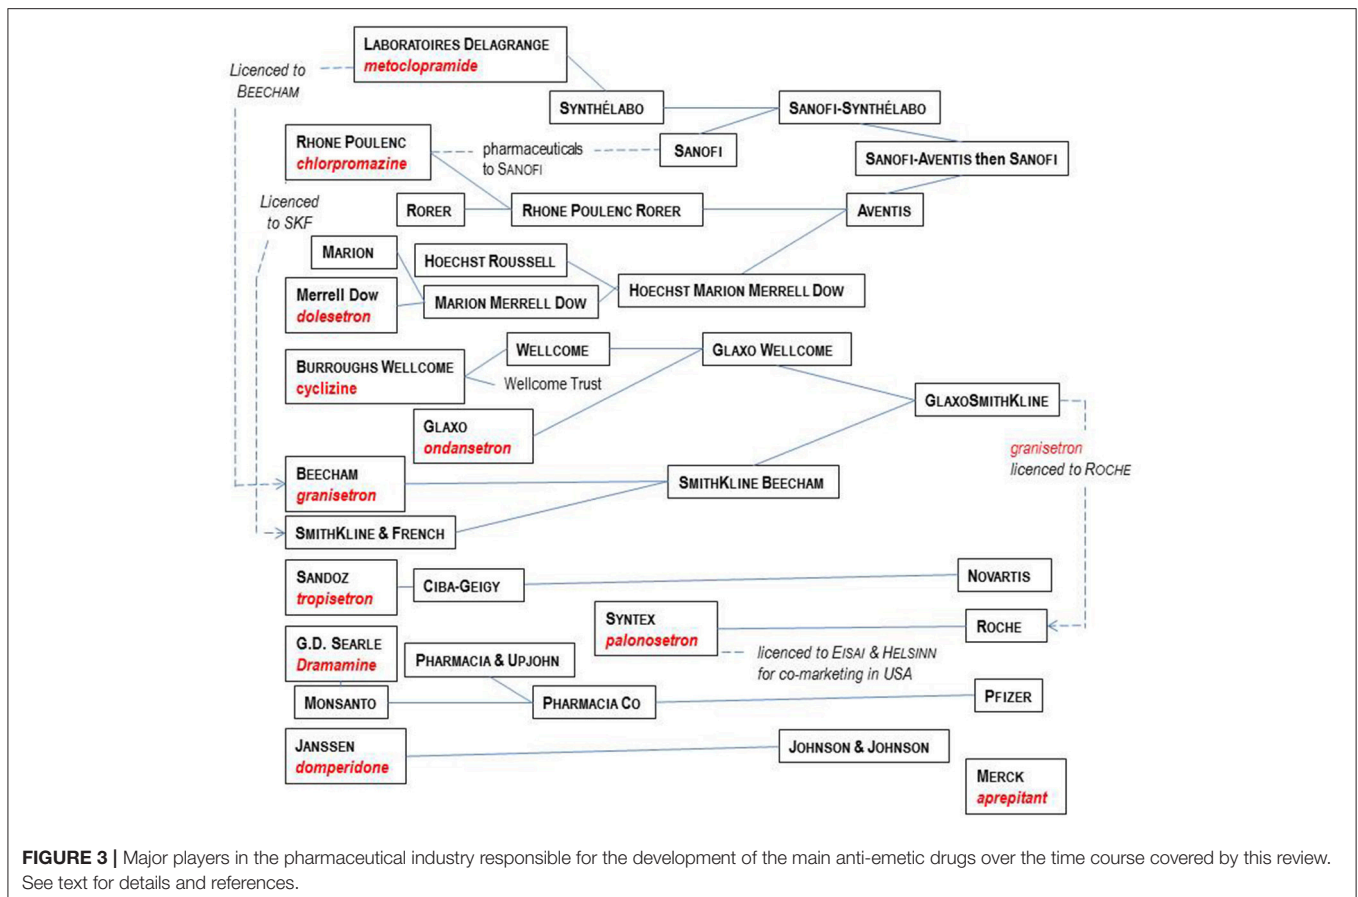 LABORATOIRES DELAGRANGE
metoclopramide
Licenced to
BEECHAM
SYNTHÉLABO
SANOFI-SYNTHÉLABO
RHONE POULENC
chlorpromazine
pharmaceuticals
to SANOFI
SANOFI
SANOFI-AVENTIS then SANOFI
Licenced
to SKF
RORER
RHONE POULENC RORER
AVENTIS
MARION
HOECHST ROUSSELL
Merrell Dow
dolesetron
MARION MERRELL DOW
HOECHST MARION MERRELL DOW
BURROUGHS WELLCOME
cyclizine
WELLCOME
Wellcome Trust
GLAXO WELLCOME
GLAXO
ondansetron
GLAXOSMITHKLINE
granisetron
licenced to ROCHE
BEECHAM
granisetron
SMITHKLINE BEECHAM
SMITHKLINE & FRENCH
SANDOZ
tropisetron
CIBA-GEIGY
NOVARTIS
SYNTEX
palonosetron
ROCHE
licenced to EISAI & HELSINN
for co-marketing in USA
G.D. SEARLE
Dramamine
PHARMACIA & UPJOHN
MONSANTO
PHARMACIA CO
PFIZER
JANSSEN
domperidone
JOHNSON & JOHNSON
MERCK
aprepitant
FIGURE 3 | Major players in the pharmaceutical industry responsible for the development of the main anti-emetic drugs over the time course covered by this review.
See text for details and references.